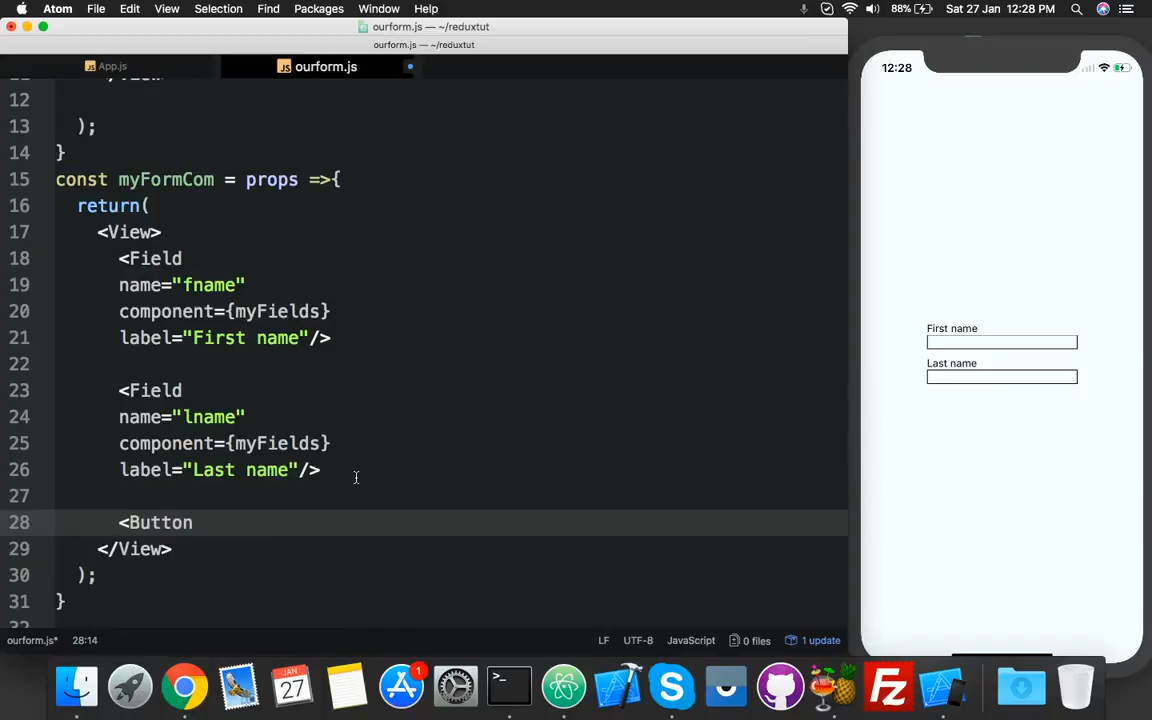 Atom File Edit View Selection Find Packages Window Help 88% Sat 27 Jan 12:28 PM
ourform.js — ~/reduxtut
ourform.js — ~/reduxtut
App.js ourform.js
12
13 );
14 }
15 const myFormCom = props =>{
16 return(
17 <View>
18 <Field
19 name="fname"
20 component={myFields}
21 label="First name"/>
22
23 <Field
24 name="lname"
25 component={myFields}
26 label="Last name"/>
27
28 <Button
29 </View>
30 );
31 }
ourform.js* 28:14 LF UTF-8 JavaScript 0 files 1 update
12:28
First name
Last name
JAN
27
1
S
FZ